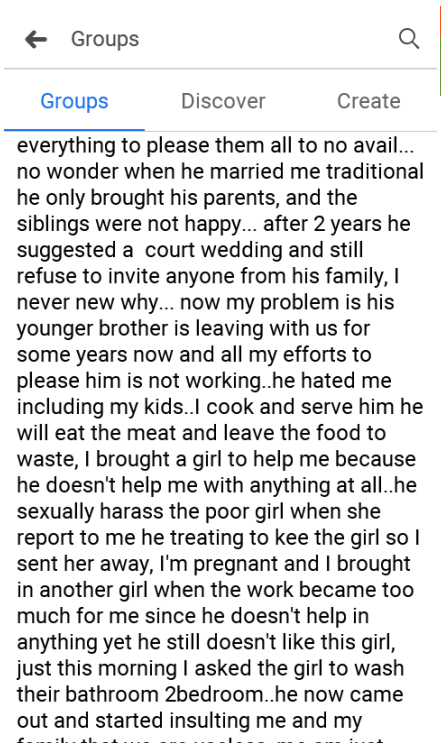 Groups
Groups Discover Create
everything to please them all to no avail...
no wonder when he married me traditional
he only brought his parents, and the
siblings were not happy... after 2 years he
suggested a  court wedding and still
refuse to invite anyone from his family, I
never new why... now my problem is his
younger brother is leaving with us for
some years now and all my efforts to
please him is not working..he hated me
including my kids..I cook and serve him he
will eat the meat and leave the food to
waste, I brought a girl to help me because
he doesn't help me with anything at all..he
sexually harass the poor girl when she
report to me he treating to kee the girl so I
sent her away, I'm pregnant and I brought
in another girl when the work became too
much for me since he doesn't help in
anything yet he still doesn't like this girl,
just this morning I asked the girl to wash
their bathroom 2bedroom..he now came
out and started insulting me and my
family that we are useless, me am just